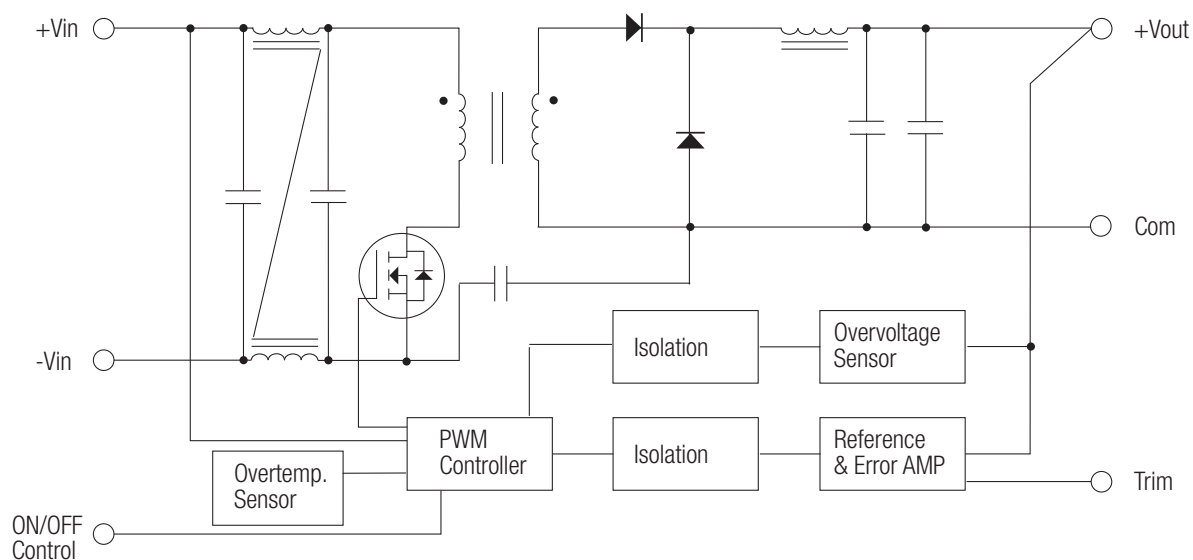 +Vin
+Vout
Com
-Vin
Isolation
Overvoltage
Sensor
PWM
Controller
Isolation
Reference
& Error AMP
Overtemp.
Sensor
Trim
ON/OFF
Control